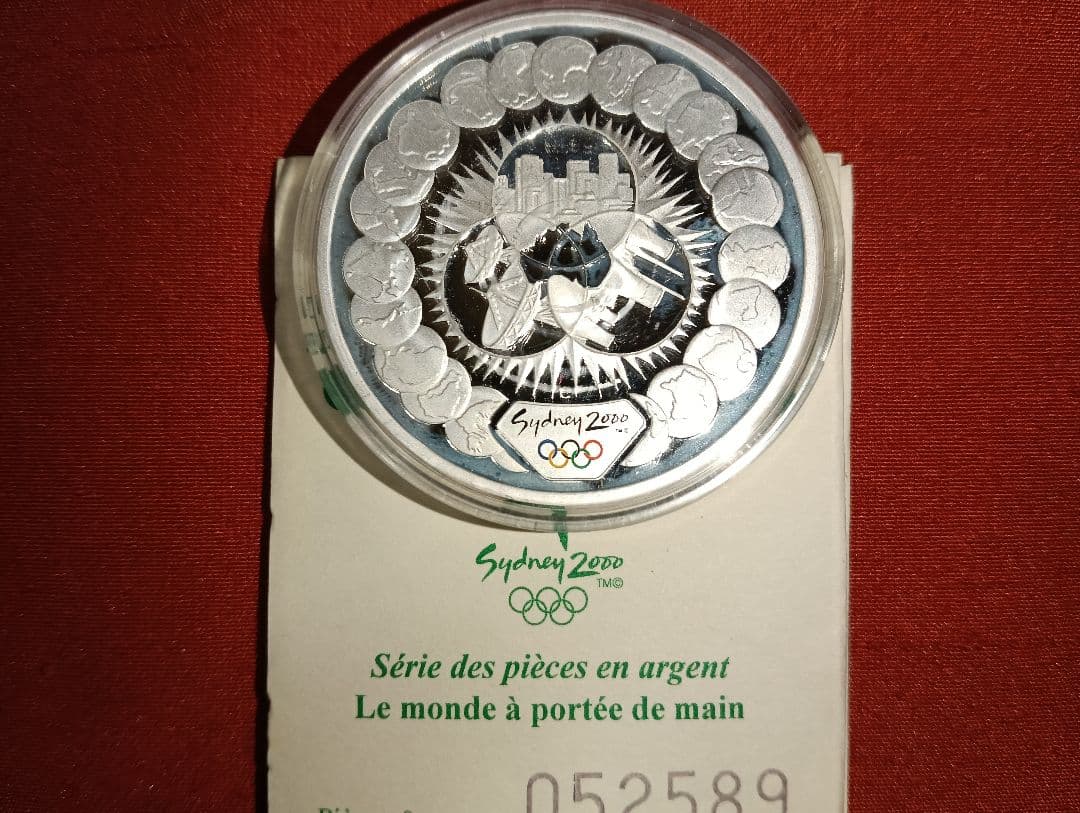 Sydney 2000
Sydney 2000
TM©
Série des pièces en argent
Le monde à portée de main
052589